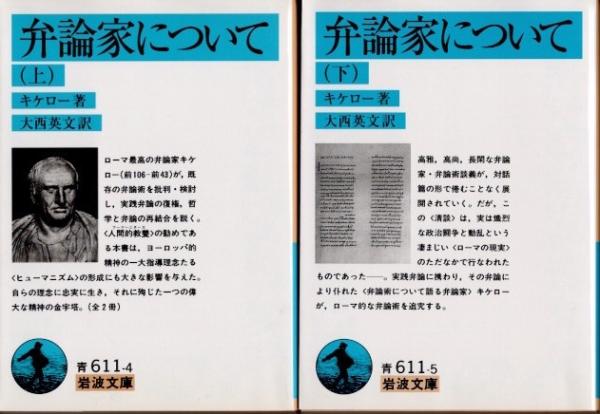 弁論家について
（上）
キケロー著
大西英文訳
ローマ最高の弁論家キケ
ロー(前106-前43)が，既
存の弁論術を批判・検討
し，実践弁論の復権，哲
学と弁論の再結合を説く。
〈人間的教養〉の勧めであ
る本書は，ヨーロッパ的
精神の一大指導理念たる
〈ヒューマニズム〉の形成にも大きな影響を与えた。
自らの理念に忠実に生き，それに殉じた一つの偉
大な精神の金字塔。(全2冊)
青611-4
岩波文庫
弁論家について
（下）
キケロー著
大西英文訳
高雅，高尚，長閑な弁論
家・弁論術談義が，対話
篇の形で倦むことなく展
開されていく。だが，こ
の〈清談〉は，実は熾烈
な政治闘争と動乱という
凄まじい〈ローマの現実〉
のただなかで行なわれた
ものであった――。実践弁論に携わり，その弁論に
より仆れた〈弁論術について語る弁論家〉キケロー
が，ローマ的な弁論術を追究する。
青611-5
岩波文庫